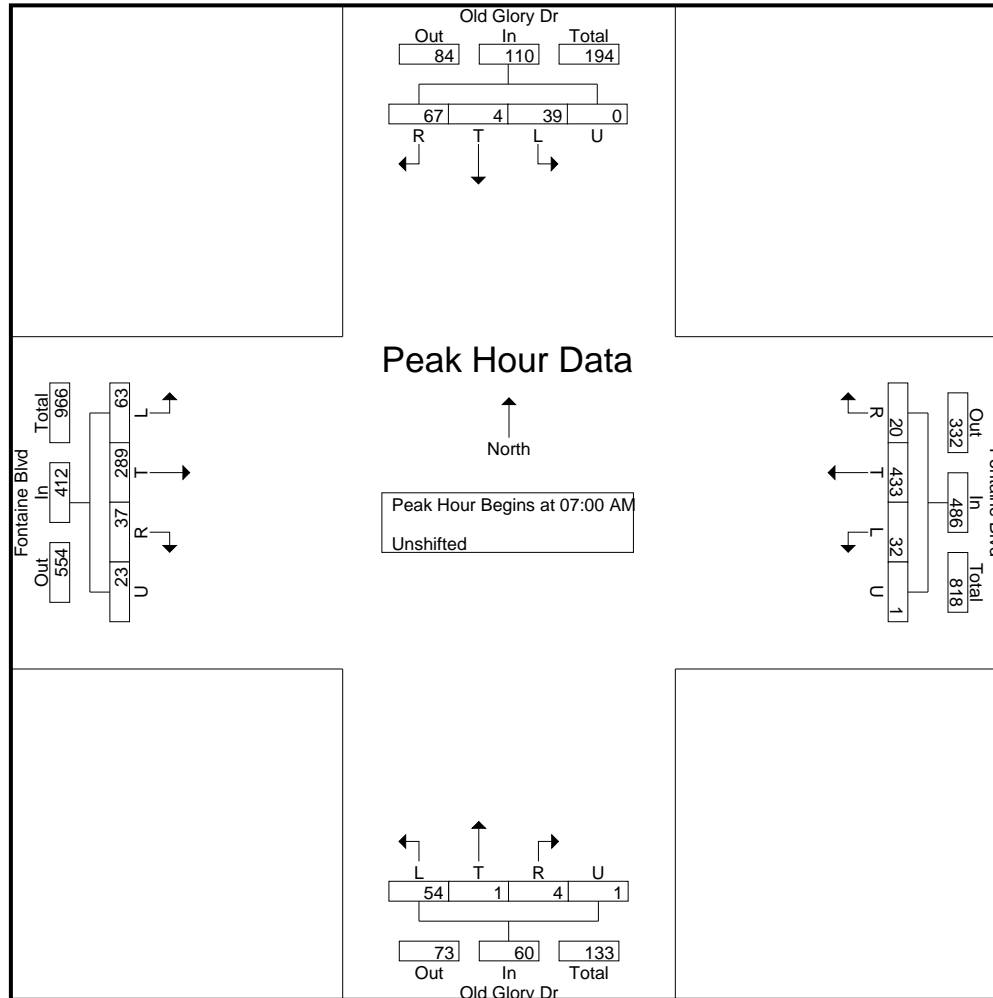 Old Glory Dr
Out In Total
84 110 194
67 4 39 0
R T L U
Peak Hour Data
North
Peak Hour Begins at 07:00 AM
Unshifted
Fontaine Blvd
Total In Out
966 412 554
63 289 37 23
L T R U
R T L U
20 433 32 1
Out In Total
332 486 818
L T R U
54 1 4 1
73 60 133
Out In Total
Old Glory Dr